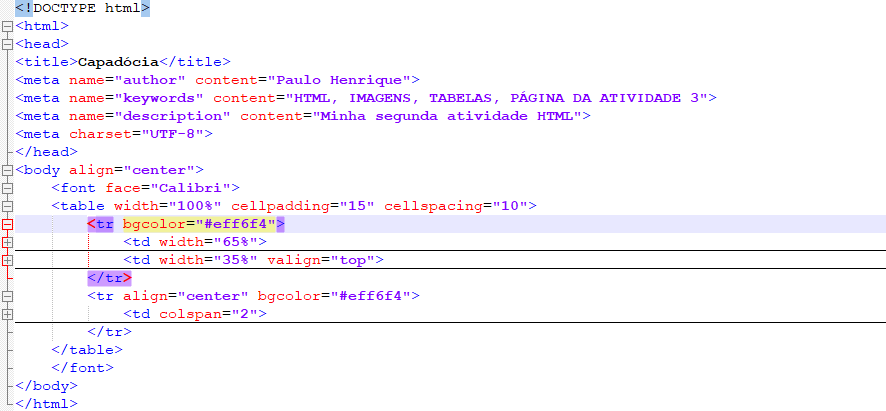 <!DOCTYPE html>
<html>
<head>
<title>Capadócia</title>
<meta name="author" content="Paulo Henrique">
<meta name="keywords" content="HTML, IMAGENS, TABELAS, PÁGINA DA ATIVIDADE 3">
<meta name="description" content="Minha segunda atividade HTML">
<meta charset="UTF-8">
</head>
<body align="center">
    <font face="Calibri">
    <table width="100%" cellpadding="15" cellspacing="10">
        <tr bgcolor="#eff6f4">
            <td width="65%">
            <td width="35%" valign="top">
        </tr>
        <tr align="center" bgcolor="#eff6f4">
            <td colspan="2">
        </tr>
    </table>
    </font>
</body>
</html>